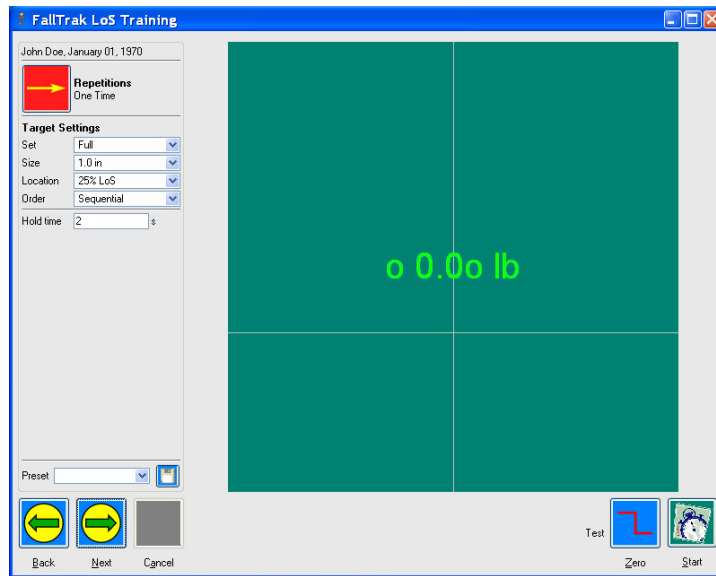 FallTrak LoS Training
John Doe, January 01, 1970
Repetitions
One Time
Target Settings
Set Full
Size 1.0 in
Location 25% LoS
Order Sequential
Hold time 2 s
o 0.0o lb
Preset
Back Next Cancel
Test
Zero Start